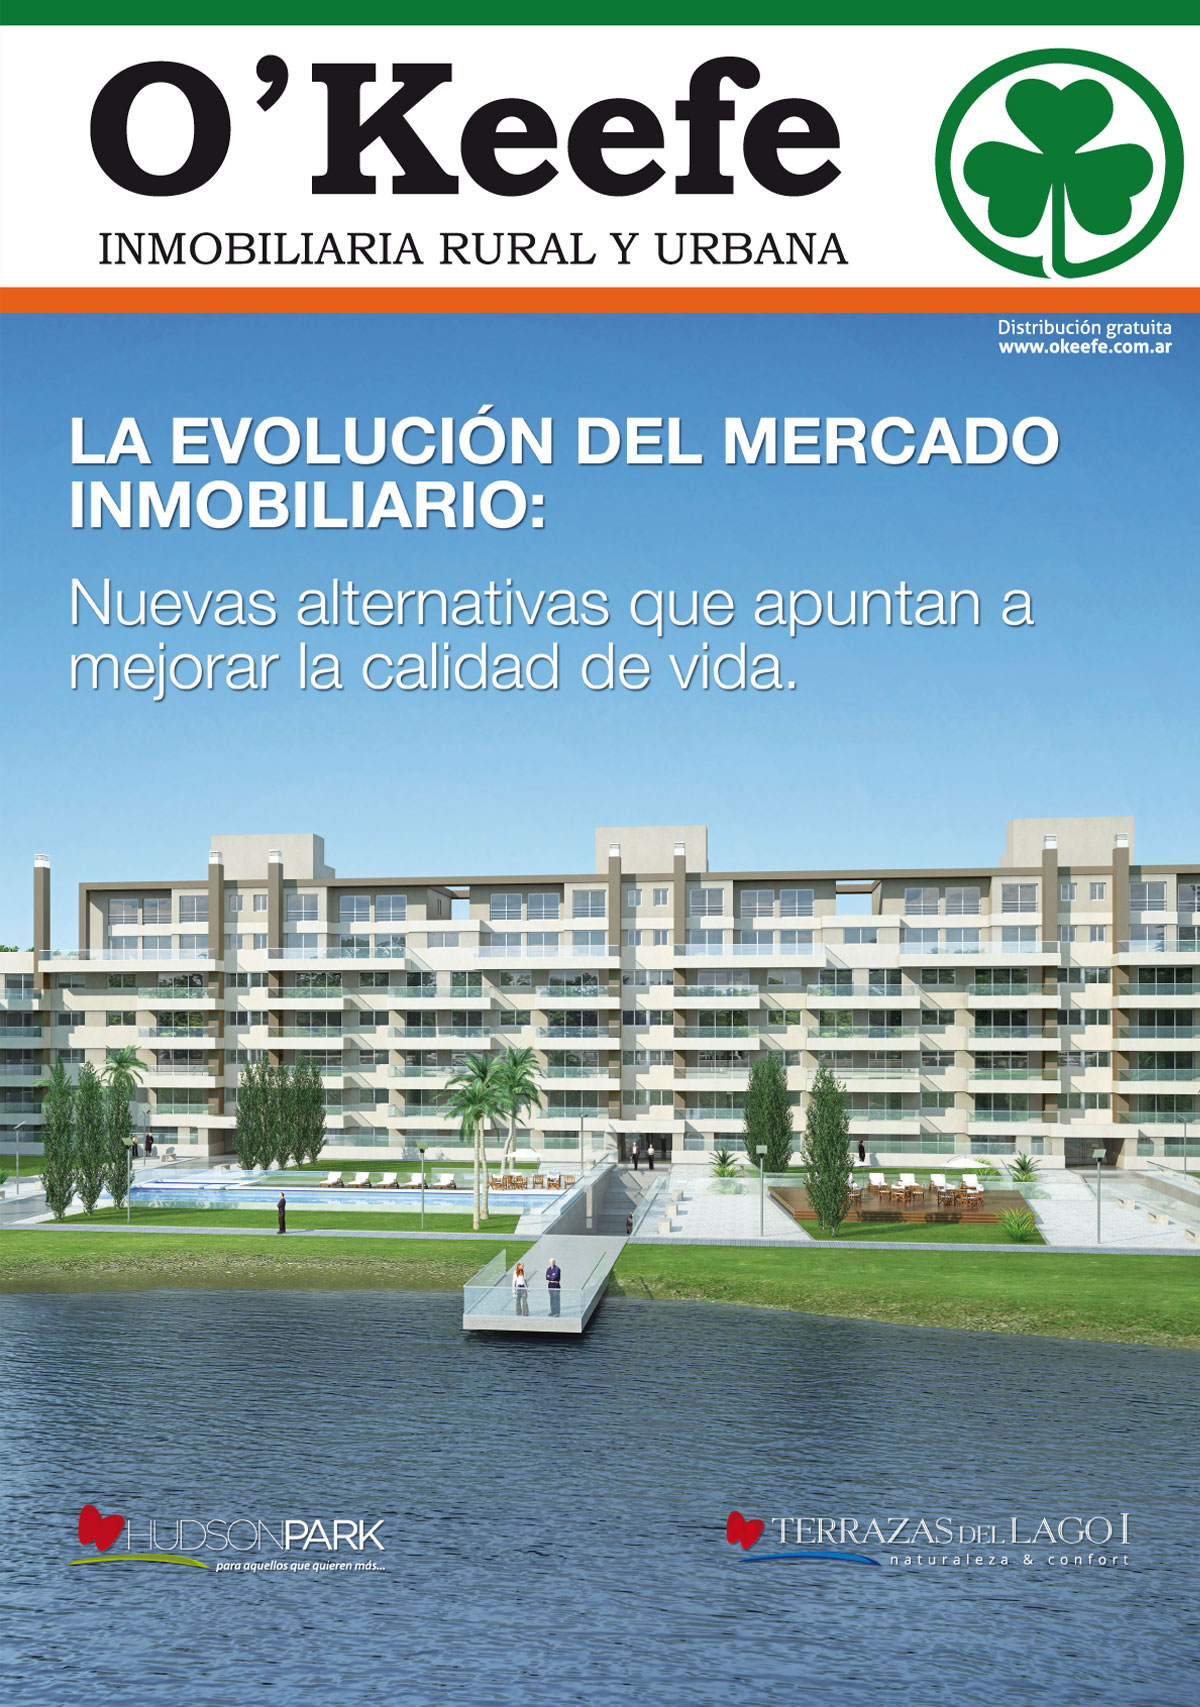 O’Keefe
INMOBILIARIA RURAL Y URBANA
Distribución gratuita
www.okeefe.com.ar
LA EVOLUCIÓN DEL MERCADO
INMOBILIARIO:
Nuevas alternativas que apuntan a
mejorar la calidad de vida.
HUDSONPARK
para aquellos que quieren más...
TERRAZAS DEL LAGO I
naturaleza & confort